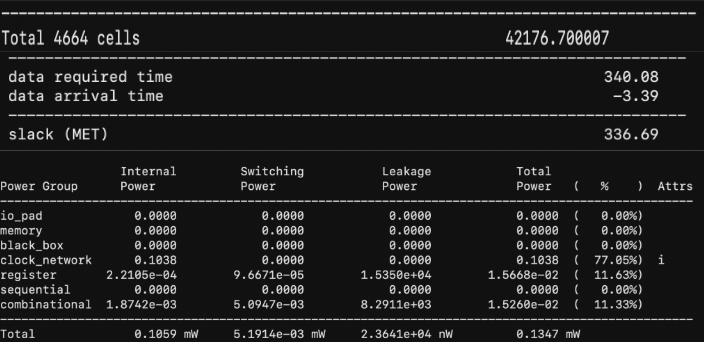 --------------------------------------------------------------------------------
Total 4664 cells                                          42176.700007
--------------------------------------------------------------------------------
data required time                                                  340.08
data arrival time                                                    -3.39
--------------------------------------------------------------------------------
slack (MET)                                                         336.69
               Internal         Switching           Leakage            Total
Power Group      Power            Power               Power              Power   (   %    )  Attrs
--------------------------------------------------------------------------------
io_pad             0.0000           0.0000            0.0000            0.0000  (   0.00%)
memory             0.0000           0.0000            0.0000            0.0000  (   0.00%)
black_box          0.0000           0.0000            0.0000            0.0000  (   0.00%)
clock_network      0.1038           0.0000            0.0000            0.1038  (  77.05%)  i
register       2.2105e-04       9.6671e-05        1.5350e+04        1.5668e-02  (  11.63%)
sequential         0.0000           0.0000            0.0000            0.0000  (   0.00%)
combinational  1.8742e-03       5.0947e-03        8.2911e+03        1.5260e-02  (  11.33%)
--------------------------------------------------------------------------------
Total              0.1059 mW    5.1914e-03 mW     2.3641e+04 nW         0.1347 mW